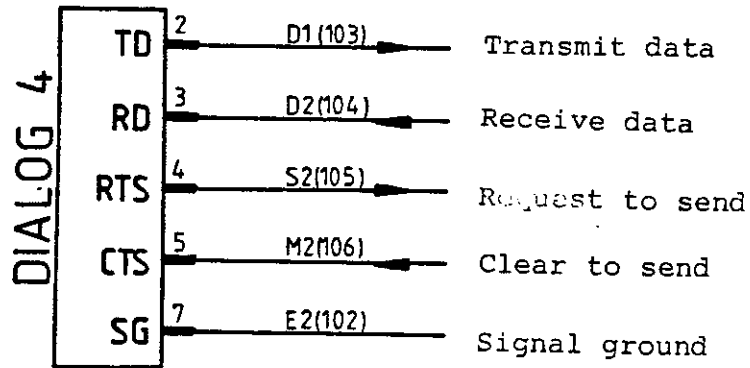 DIALOG 4
TD 2 D1(103) Transmit data
RD 3 D2(104) Receive data
RTS 4 S2(105) Request to send
CTS 5 M2(106) Clear to send
SG 7 E2(102) Signal ground